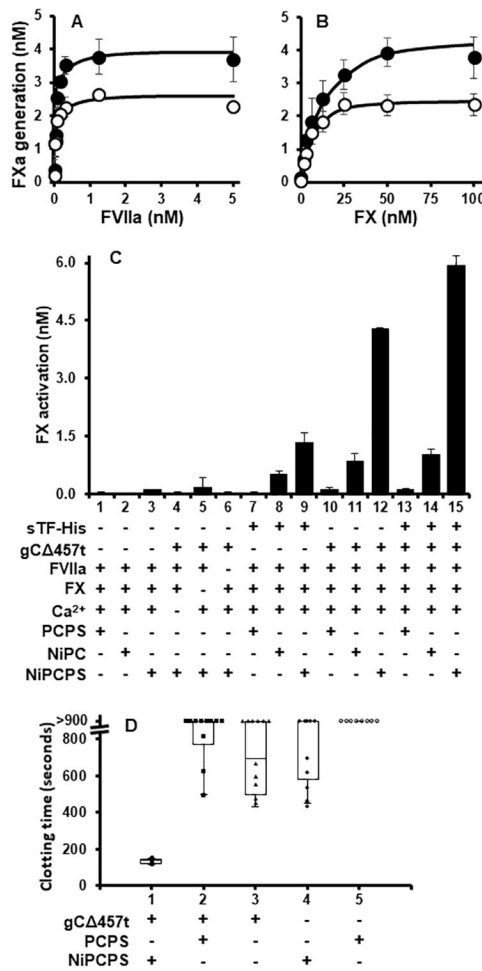 A
FXa generation (nM)
5
4
3
2
1
0
0 1 2 3 4 5
FVIIa (nM)
B
5
4
3
2
1
0
0 25 50 75 100
FX (nM)
C
FX activation (nM)
6.0
4.5
3.0
1.5
0.0
1 2 3 4 5 6 7 8 9 10 11 12 13 14 15
sTF-His - - - - - - + + + - - - + + +
gCΔ457t - - - + + + - - - + + + + + +
FVIIa + + + + + - + + + + + + + + +
FX + + + + - + + + + + + + + + +
Ca²⁺ + + + - + + + + + + + + + + +
PCPS + - - - - - + - - + - - + - -
NiPC - + - - - - - + - - + - - + -
NiPCPS - - + + + + - - + - - + - - +
D
Clotting time (seconds)
>900
800
600
400
200
0
1 2 3 4 5
gCΔ457t + + + - -
PCPS - + - - +
NiPCPS + - - + -